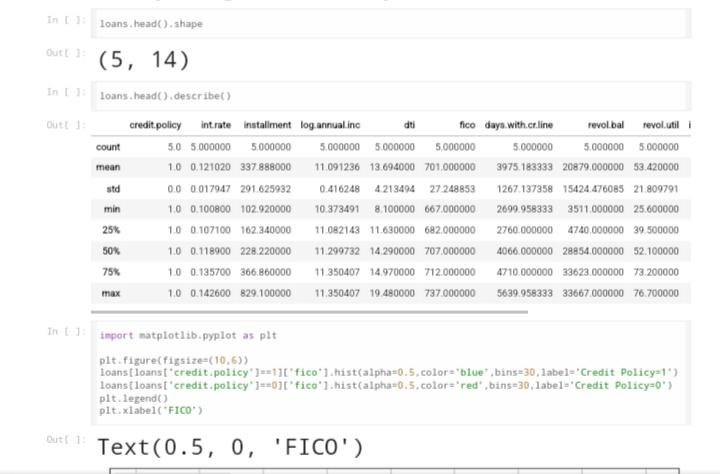 In [ ]:
loans.head().shape
Out[ ]:
(5, 14)
In [ ]:
loans.head().describe()
Out[ ]:
credit.policy int.rate installment log.annual.inc dti fico days.with.cr.line revol.bal revol.util i
count 5.0 5.000000 5.000000 5.000000 5.000000 5.000000 5.000000 5.000000 5.000000
mean 1.0 0.121020 337.888000 11.091236 13.694000 701.000000 3975.183333 20879.000000 53.420000
std 0.0 0.017947 291.625932 0.416248 4.213494 27.248853 1267.137358 15424.476085 21.809791
min 1.0 0.100800 102.920000 10.373491 8.100000 667.000000 2699.958333 3511.000000 25.600000
25% 1.0 0.107100 162.340000 11.082143 11.630000 682.000000 2760.000000 4740.000000 39.500000
50% 1.0 0.118900 228.220000 11.299732 14.290000 707.000000 4066.000000 28854.000000 52.100000
75% 1.0 0.135700 366.860000 11.350407 14.970000 712.000000 4710.000000 33623.000000 73.200000
max 1.0 0.142600 829.100000 11.350407 19.480000 737.000000 5639.958333 33667.000000 76.700000
In [ ]:
import matplotlib.pyplot as plt
plt.figure(figsize=(10,6))
loans[loans['credit.policy']==1]['fico'].hist(alpha=0.5,color='blue',bins=30,label='Credit Policy=1')
loans[loans['credit.policy']==0]['fico'].hist(alpha=0.5,color='red',bins=30,label='Credit Policy=0')
plt.legend()
plt.xlabel('FICO')
Out[ ]:
Text(0.5, 0, 'FICO')